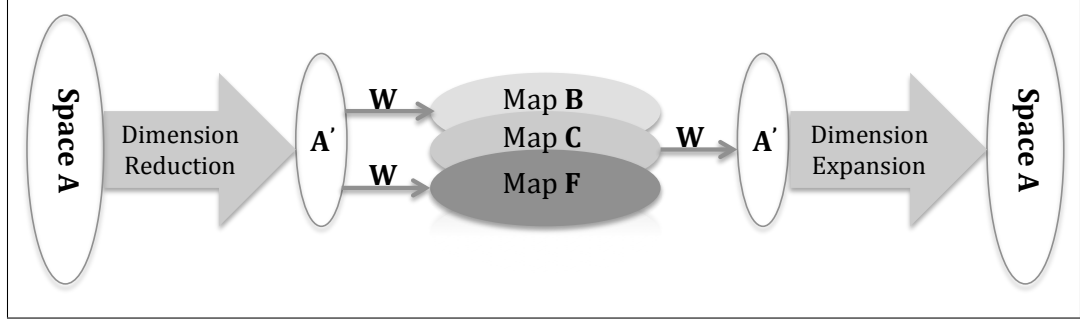 Space A
Dimension
Reduction
A'
W
W
Map B
Map C
Map F
W
A'
Dimension
Expansion
Space A